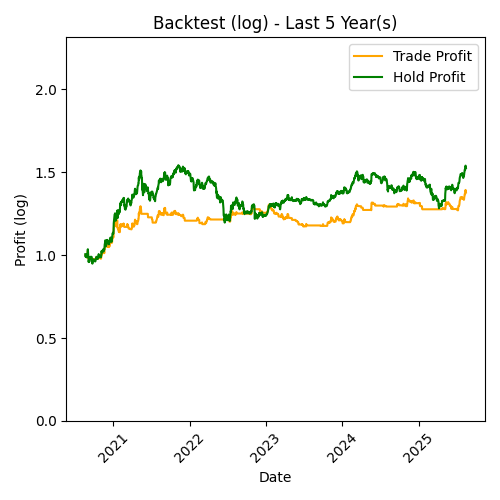 Backtest (log) - Last 5 Year(s)
Trade Profit
Hold Profit
Profit (log)
2.0
1.5
1.0
0.5
0.0
2021
2022
2023
2024
2025
Date